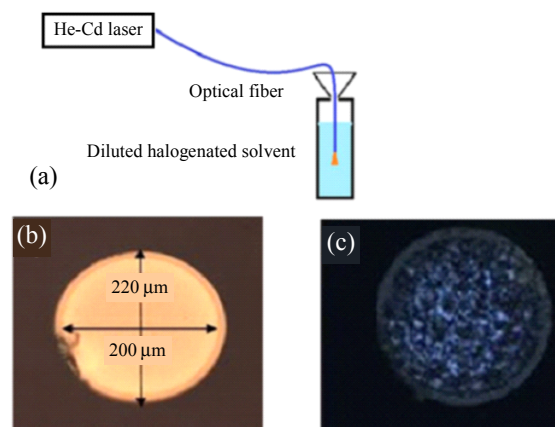 He-Cd laser
Optical fiber
Diluted halogenated solvent
(a)
(b)
220 μm
200 μm
(c)